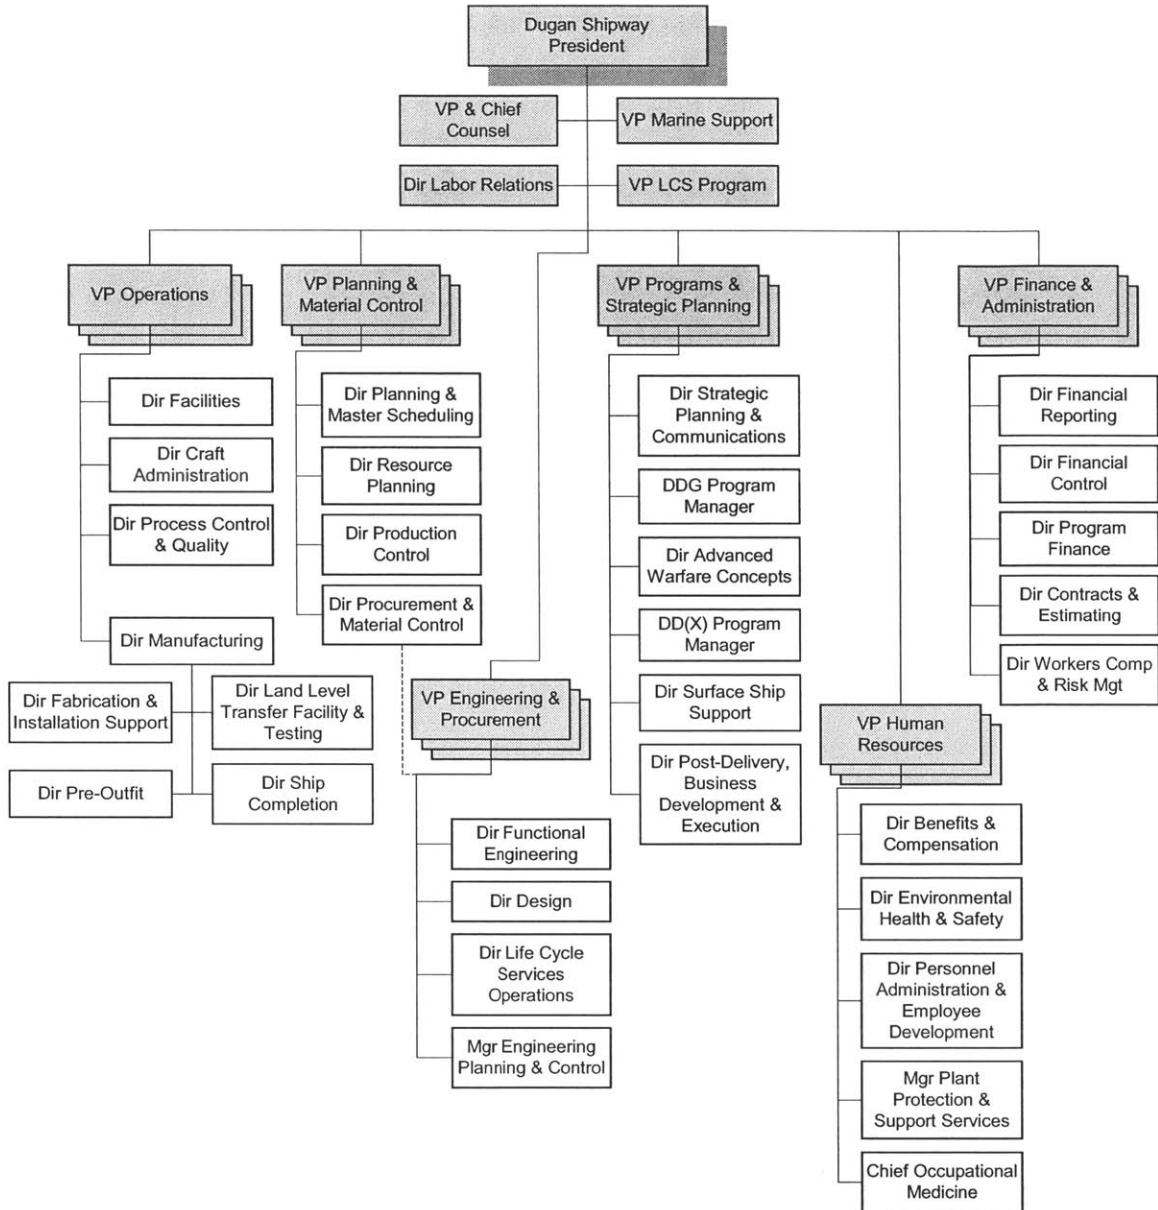 Dugan Shipway
President
VP & Chief
Counsel
VP Marine Support
Dir Labor Relations
VP LCS Program
VP Operations
Dir Facilities
Dir Craft
Administration
Dir Process Control
& Quality
Dir Manufacturing
Dir Fabrication &
Installation Support
Dir Land Level
Transfer Facility &
Testing
Dir Pre-Outfit
Dir Ship
Completion
VP Planning &
Material Control
Dir Planning &
Master Scheduling
Dir Resource
Planning
Dir Production
Control
Dir Procurement &
Material Control
VP Engineering &
Procurement
Dir Functional
Engineering
Dir Design
Dir Life Cycle
Services
Operations
Mgr Engineering
Planning & Control
VP Programs &
Strategic Planning
Dir Strategic
Planning &
Communications
DDG Program
Manager
Dir Advanced
Warfare Concepts
DD(X) Program
Manager
Dir Surface Ship
Support
Dir Post-Delivery,
Business
Development &
Execution
VP Human
Resources
Dir Benefits &
Compensation
Dir Environmental
Health & Safety
Dir Personnel
Administration &
Employee
Development
Mgr Plant
Protection &
Support Services
Chief Occupational
Medicine
VP Finance &
Administration
Dir Financial
Reporting
Dir Financial
Control
Dir Program
Finance
Dir Contracts &
Estimating
Dir Workers Comp
& Risk Mgt